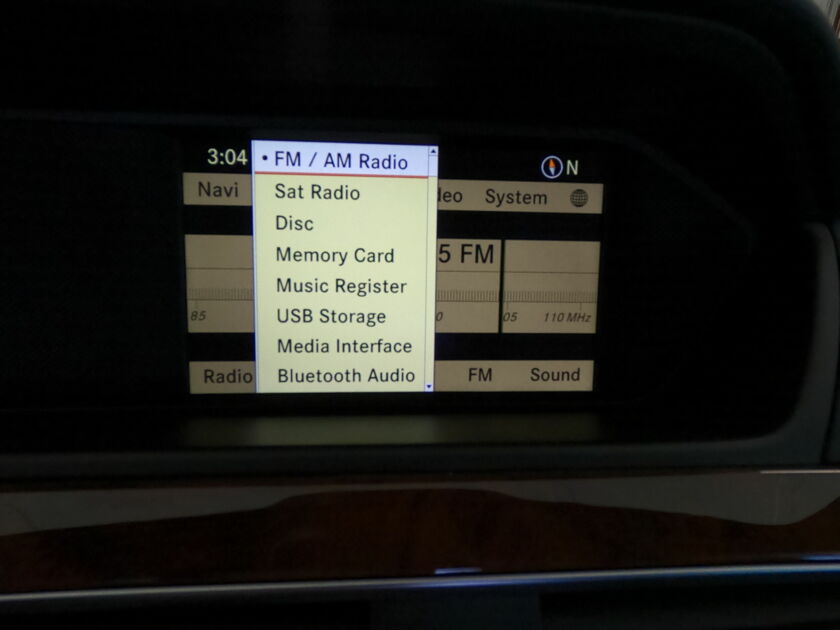 3:04
N
Navi
deo
System
• FM / AM Radio
Sat Radio
Disc
Memory Card
Music Register
USB Storage
Media Interface
Bluetooth Audio
5 FM
85
0
05
110 MHz
Radio
FM
Sound